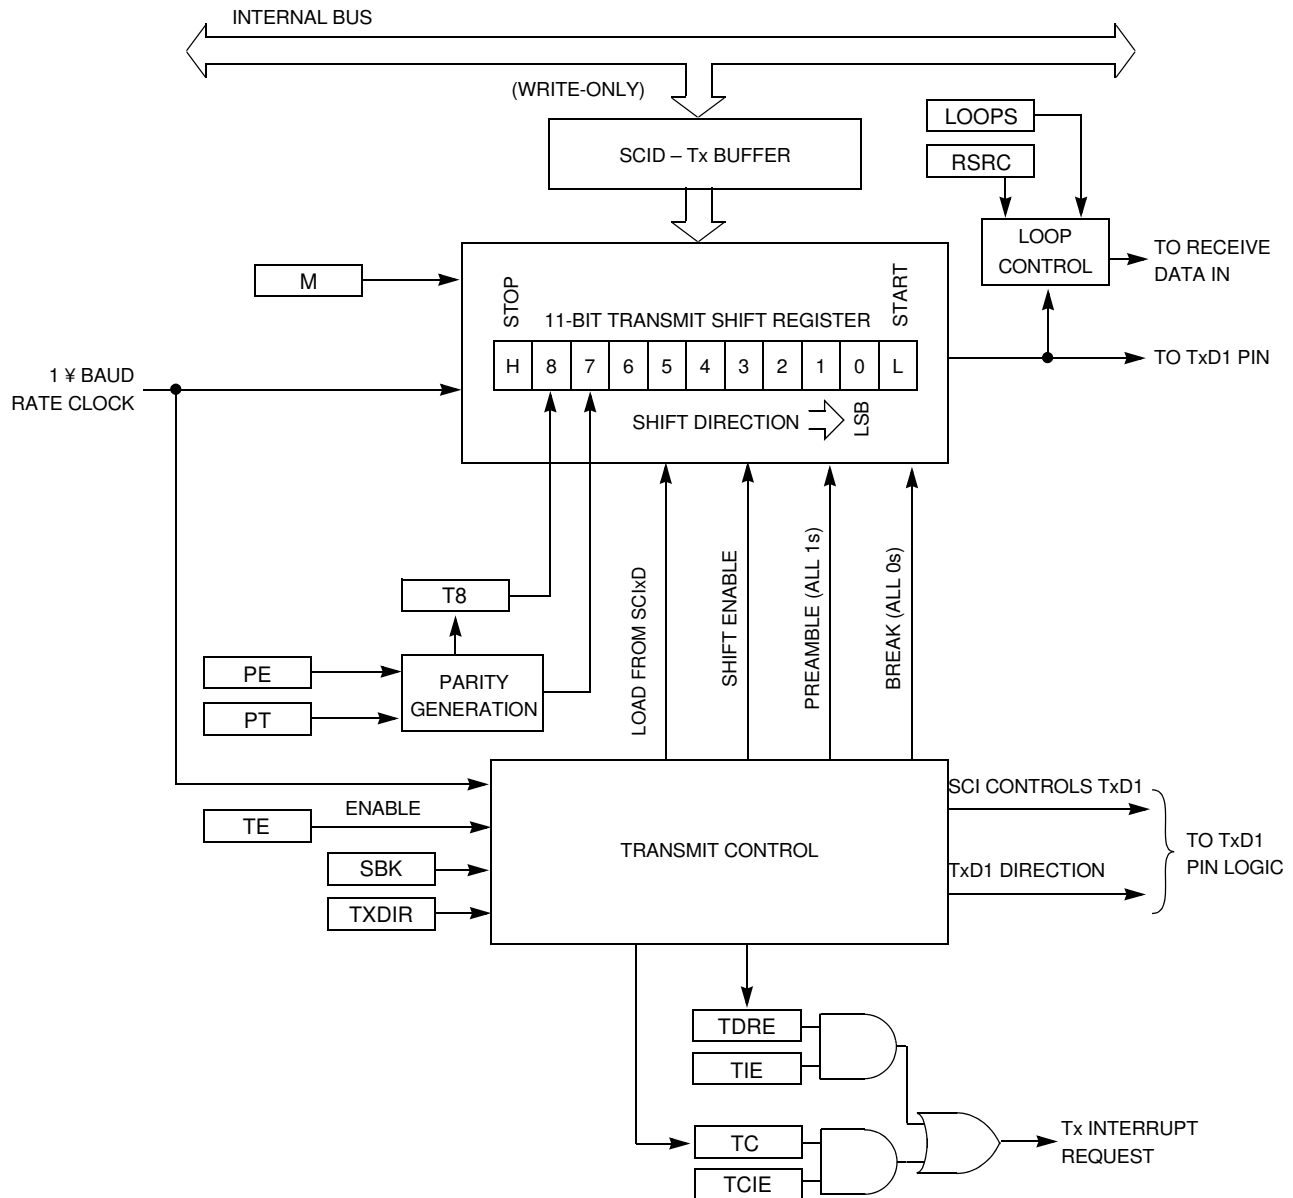 INTERNAL BUS
(WRITE-ONLY)
SCID – Tx BUFFER
LOOPS
RSRC
LOOP
CONTROL
TO RECEIVE
DATA IN
M
STOP
11-BIT TRANSMIT SHIFT REGISTER
START
H 8 7 6 5 4 3 2 1 0 L
TO TxD1 PIN
1 ¥ BAUD
RATE CLOCK
SHIFT DIRECTION
LSB
LOAD FROM SCIxD
SHIFT ENABLE
PREAMBLE (ALL 1s)
BREAK (ALL 0s)
T8
PE
PT
PARITY
GENERATION
ENABLE
TE
SBK
TXDIR
TRANSMIT CONTROL
SCI CONTROLS TxD1
TxD1 DIRECTION
TO TxD1
PIN LOGIC
TDRE
TIE
TC
TCIE
Tx INTERRUPT
REQUEST